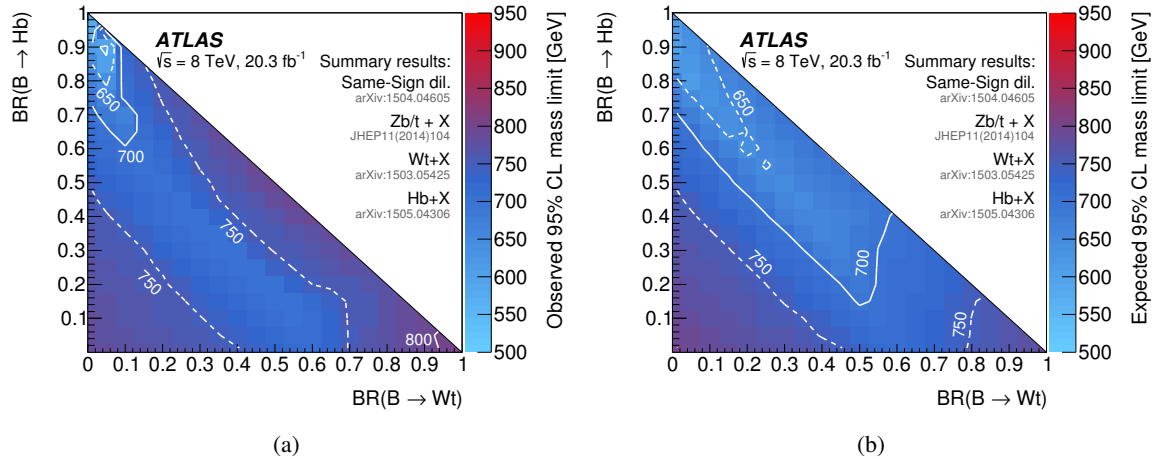 BR(B → Hb)
1
0.9
0.8
0.7
0.6
0.5
0.4
0.3
0.2
0.1
0 0.1 0.2 0.3 0.4 0.5 0.6 0.7 0.8 0.9 1
BR(B → Wt)
ATLAS
√s = 8 TeV, 20.3 fb⁻¹
Summary results:
Same-Sign dil.
arXiv:1504.04605
Zb/t + X
JHEP11(2014)104
Wt+X
arXiv:1503.05425
Hb+X
arXiv:1505.04306
650
700
750
750
800
950
900
850
800
750
700
650
600
550
500
Observed 95% CL mass limit [GeV]
(a)
BR(B → Hb)
1
0.9
0.8
0.7
0.6
0.5
0.4
0.3
0.2
0.1
0 0.1 0.2 0.3 0.4 0.5 0.6 0.7 0.8 0.9 1
BR(B → Wt)
ATLAS
√s = 8 TeV, 20.3 fb⁻¹
Summary results:
Same-Sign dil.
arXiv:1504.04605
Zb/t + X
JHEP11(2014)104
Wt+X
arXiv:1503.05425
Hb+X
arXiv:1505.04306
650
700
750
750
950
900
850
800
750
700
650
600
550
500
Expected 95% CL mass limit [GeV]
(b)